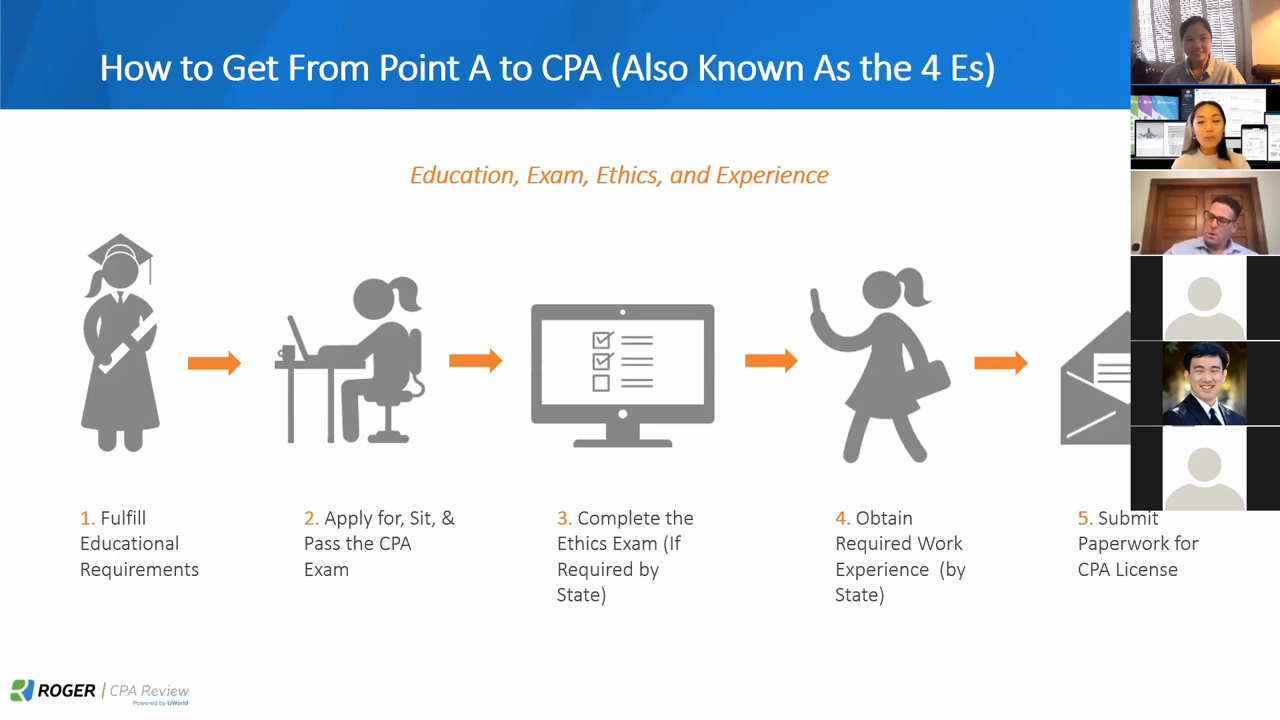 How to Get From Point A to CPA (Also Known As the 4 Es)
Education, Exam, Ethics, and Experience
1. Fulfill
Educational
Requirements
2. Apply for, Sit, &
Pass the CPA
Exam
3. Complete the
Ethics Exam (If
Required by
State)
4. Obtain
Required Work
Experience (by
State)
5. Submit
Paperwork for
CPA License
ROGER | CPA Review
Powered by UWorld